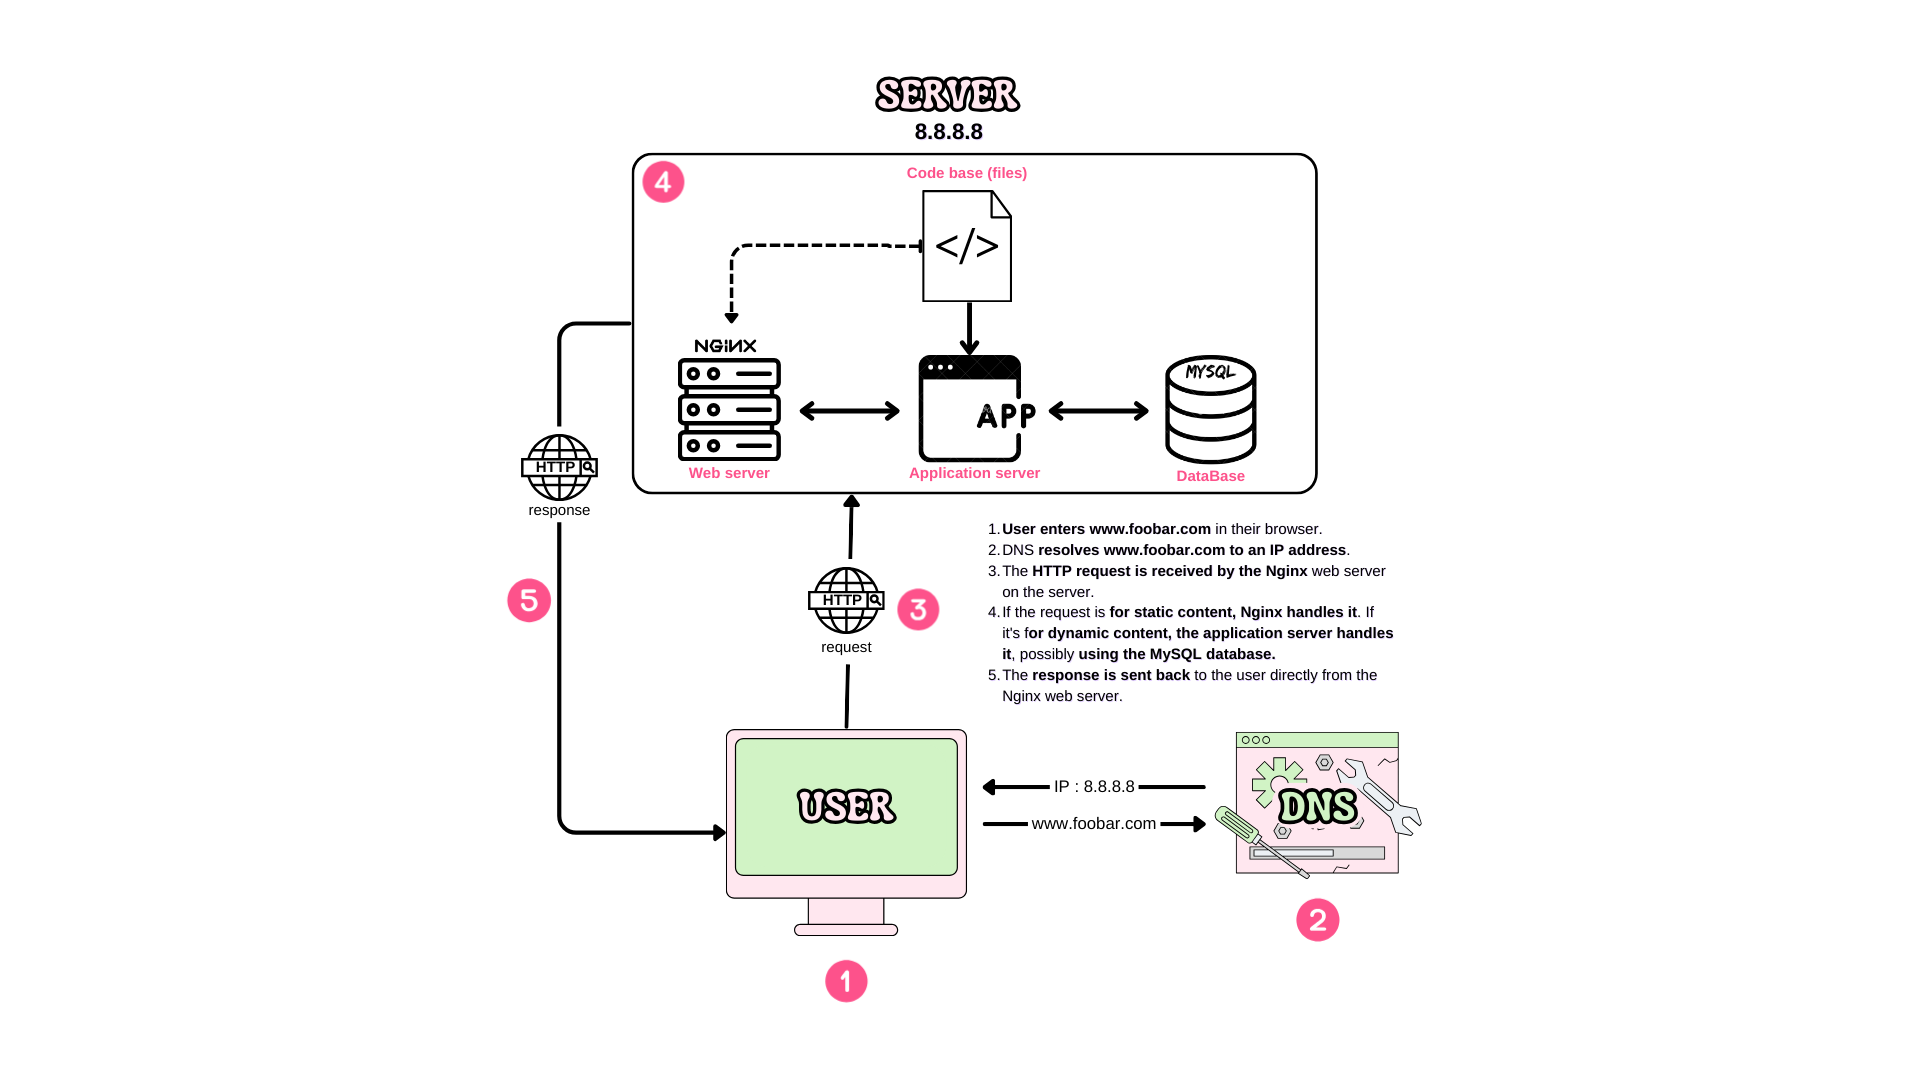 SERVER
8.8.8.8
4
Code base (files)
</>
NGINX
MYSQL
APP
Web server
Application server
DataBase
HTTP
response
5
HTTP
request
3
1. User enters www.foobar.com in their browser.
2. DNS resolves www.foobar.com to an IP address.
3. The HTTP request is received by the Nginx web server
on the server.
4. If the request is for static content, Nginx handles it. If
it's for dynamic content, the application server handles
it, possibly using the MySQL database.
5. The response is sent back to the user directly from the
Nginx web server.
USER
IP : 8.8.8.8
www.foobar.com
DNS
2
1